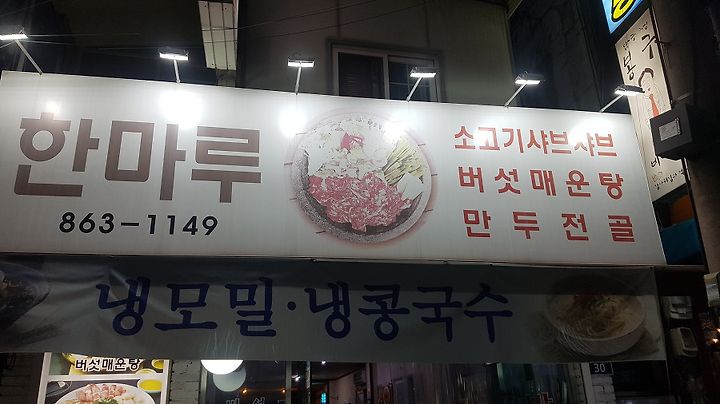 한마루
863-1149
소고기샤브샤브
버섯매운탕
만두전골
냉모밀·냉콩국수
버섯매운탕
30